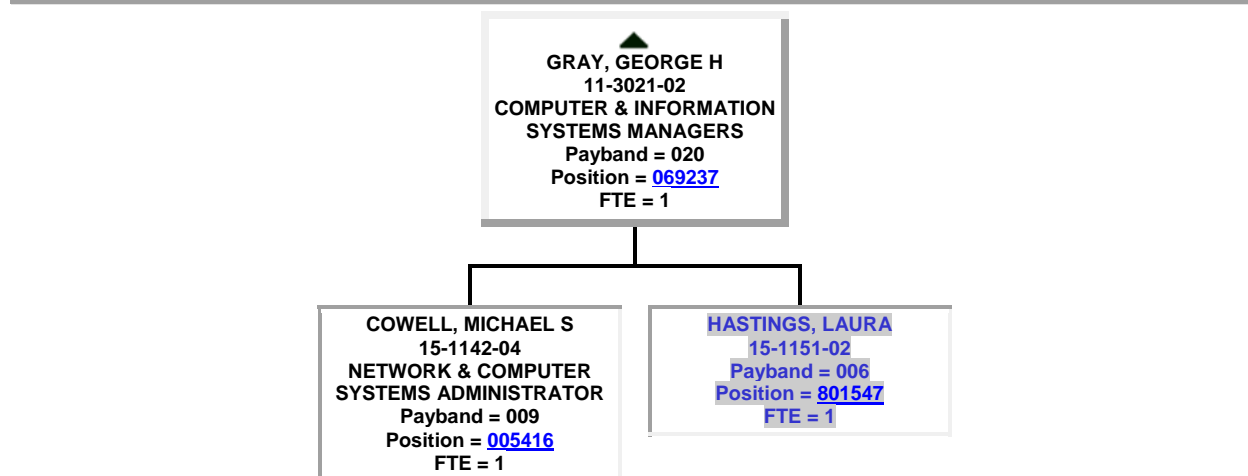 GRAY, GEORGE H
11-3021-02
COMPUTER & INFORMATION
SYSTEMS MANAGERS
Payband = 020
Position = 069237
FTE = 1
COWELL, MICHAEL S
15-1142-04
NETWORK & COMPUTER
SYSTEMS ADMINISTRATOR
Payband = 009
Position = 005416
FTE = 1
HASTINGS, LAURA
15-1151-02
Payband = 006
Position = 801547
FTE = 1